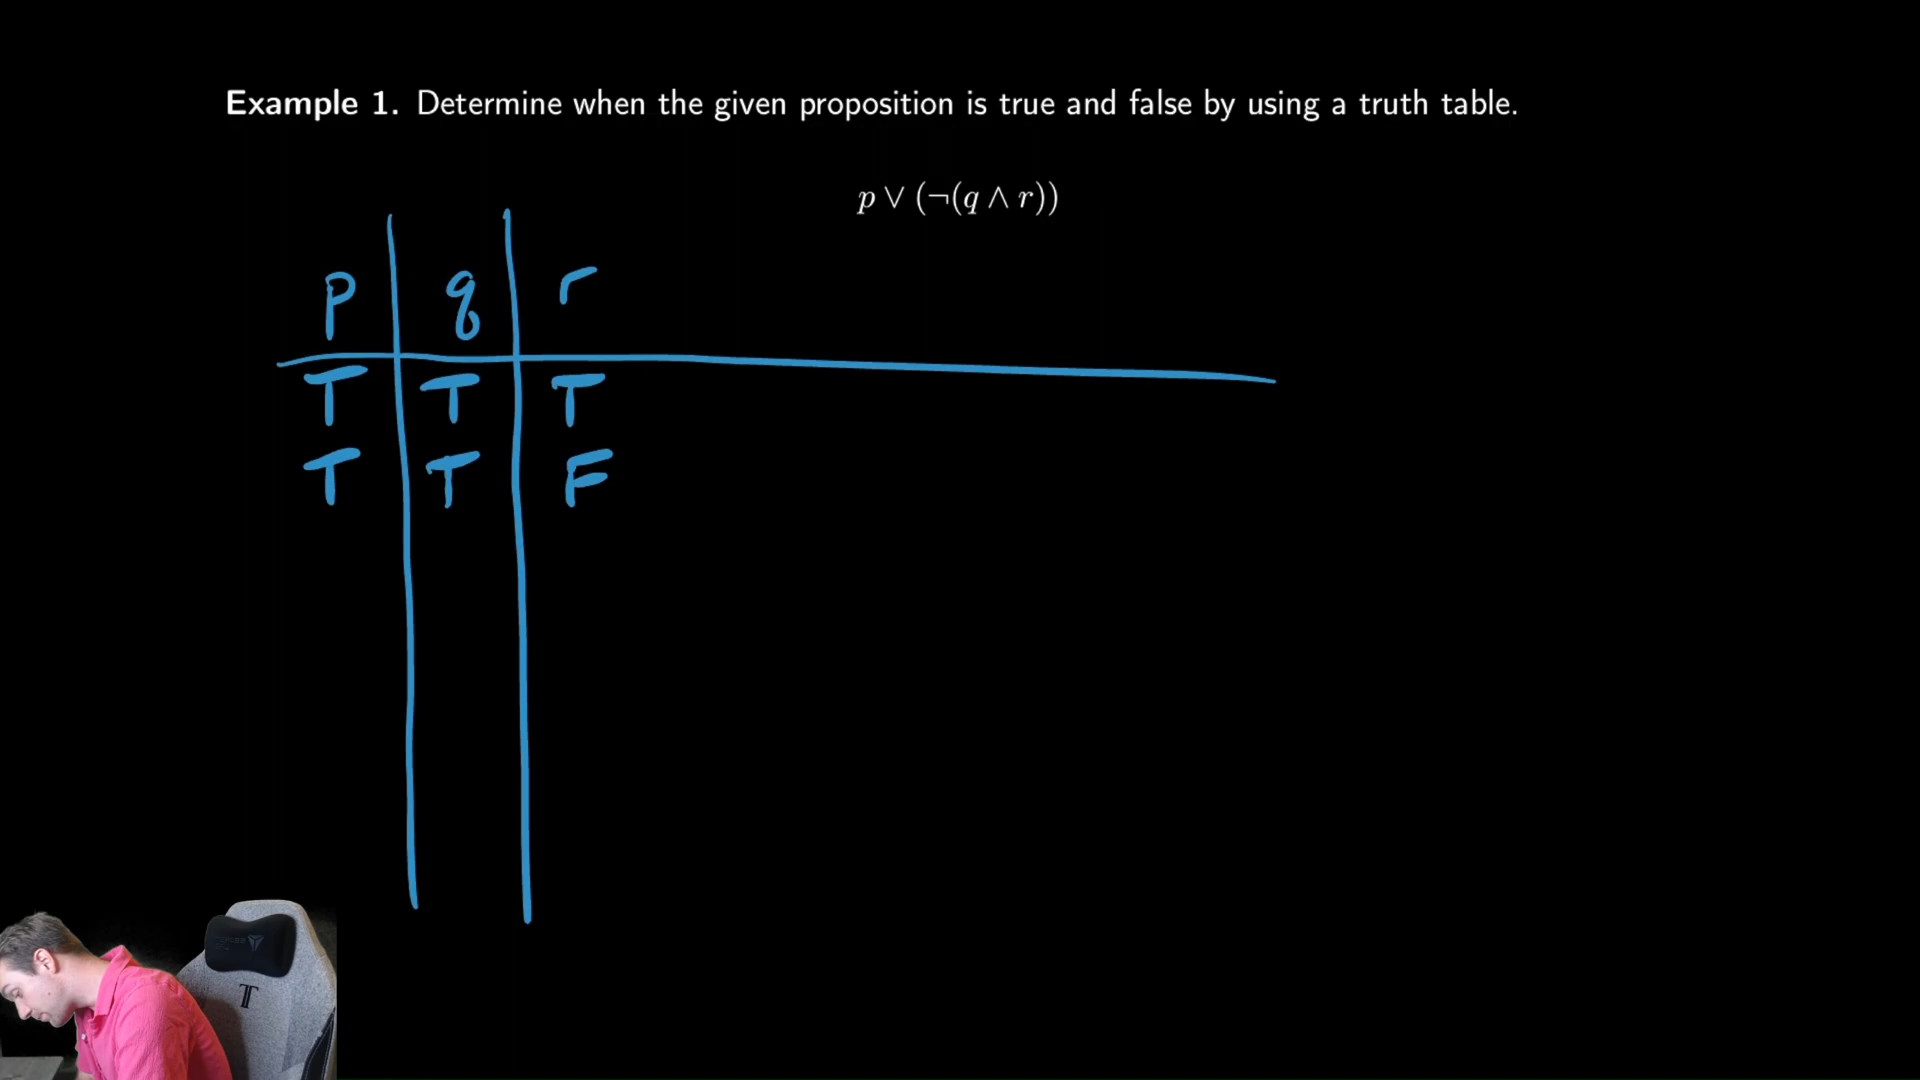 Example 1. Determine when the given proposition is true and false by using a truth table.
p ∨ (¬(q ∧ r))
p q r
T T T
T T F
T